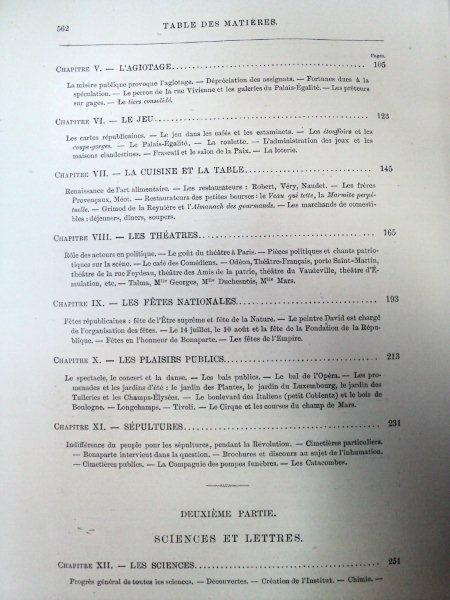 562
TABLE DES MATIÈRES.
Pages.
CHAPITRE V. — L'AGIOTAGE 105
La misère publique provoque l'agiotage. — Dépréciation des assignats. — Fortunes dues à la
spéculation. — Le perron de la rue Vivienne et les galeries du Palais-Égalité. — Les prêteurs
sur gages. — Le tiers consolidé.
CHAPITRE VI. — LE JEU 123
Les cartes républicaines. — Le jeu dans les cafés et les estaminets. — Les étouffoirs et les
coupe-gorges. — Le Palais-Égalité. — La roulette. — L'administration des jeux et les
maisons clandestines. — Frascati et le salon de la Paix. — La loterie.
CHAPITRE VII. — LA CUISINE ET LA TABLE 145
Renaissance de l'art alimentaire. — Les restaurateurs : Robert, Véry, Naudet. — Les frères
Provençaux, Méot. — Restaurateurs des petites bourses : le Veau qui tette, la Marmite perpé-
tuelle. — Grimod de la Reynière et l'Almanach des gourmands. — Les marchands de comesti-
bles : déjeuners, dîners, soupers.
CHAPITRE VIII. — LES THÉATRES 165
Rôle des acteurs en politique. — Le goût du théâtre à Paris. — Pièces politiques et chants patrio-
tiques sur la scène. — Le café des Comédiens. — Odéon, Théâtre-Français, porte Saint-Martin,
théâtre de la rue Feydeau, théâtre des Amis de la patrie, théâtre du Vaudeville, théâtre d'É-
mulation, etc. — Talma, Mlle Georges, Mlle Duchesnois, Mlle Mars.
CHAPITRE IX. — LES FÊTES NATIONALES 193
Fêtes républicaines : fête de l'Être suprême et fête de la Nature. — Le peintre David est chargé
de l'organisation des fêtes. — Le 14 juillet, le 10 août et la fête de la Fondation de la Répu-
blique. — Fêtes en l'honneur de Bonaparte. — Les fêtes de l'Empire.
CHAPITRE X. — LES PLAISIRS PUBLICS 213
Le spectacle, le concert et la danse. — Les bals publics. — Le bal de l'Opéra. — Les pro-
menades et les jardins d'été : le jardin des Plantes, le jardin du Luxembourg, le jardin des
Tuileries et les Champs-Élysées. — Le boulevard des Italiens (petit Coblentz) et le bois de
Boulogne. — Longchamps. — Tivoli. — Le Cirque et les courses du champ de Mars.
CHAPITRE XI. — SÉPULTURES 231
Indifférence du peuple pour les sépultures, pendant la Révolution. — Cimetières particuliers.
— Bonaparte intervient dans la question. — Brochures et discours au sujet de l'inhumation.
— Cimetières publics. — La Compagnie des pompes funèbres. — Les Catacombes.
DEUXIÈME PARTIE.
SCIENCES ET LETTRES.
CHAPITRE XII. — LES SCIENCES 251
Progrès général de toutes les sciences. — Découvertes. — Création de l'Institut. — Chimie. —